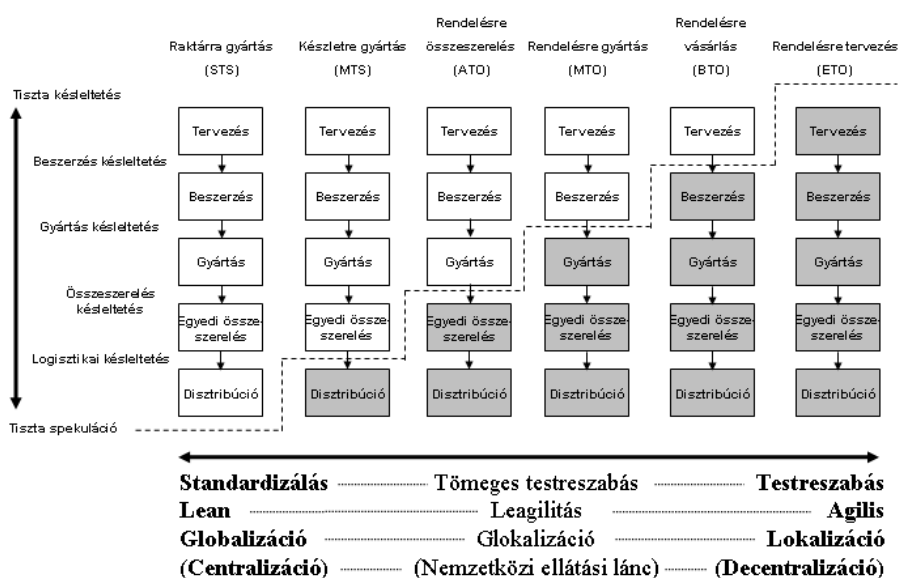 Rendelésre
Rendelésre
Raktárra gyártás Készletre gyártás összeszerelés Rendelésre gyártás vásárlás Rendelésre tervezés
(STS) (MTS) (ATO) (MTO) (BTO) (ETO)
Tiszta késleltetés
Tervezés Tervezés Tervezés Tervezés Tervezés Tervezés
Beszerzés késleltetés
Beszerzés Beszerzés Beszerzés Beszerzés Beszerzés Beszerzés
Gyártás késleltetés
Gyártás Gyártás Gyártás Gyártás Gyártás Gyártás
Összeszerelés
késleltetés
Egyedi össze- Egyedi össze- Egyedi össze- Egyedi össze- Egyedi össze- Egyedi össze-
szerelés szerelés szerelés szerelés szerelés szerelés
Logisztikai késleltetés
Disztribúció Disztribúció Disztribúció Disztribúció Disztribúció Disztribúció
Tiszta spekuláció
Standardizálás Tömeges testreszabás Testreszabás
Lean Leagilitás Agilis
Globalizáció Glokalizáció Lokalizáció
(Centralizáció) (Nemzetközi ellátási lánc) (Decentralizáció)